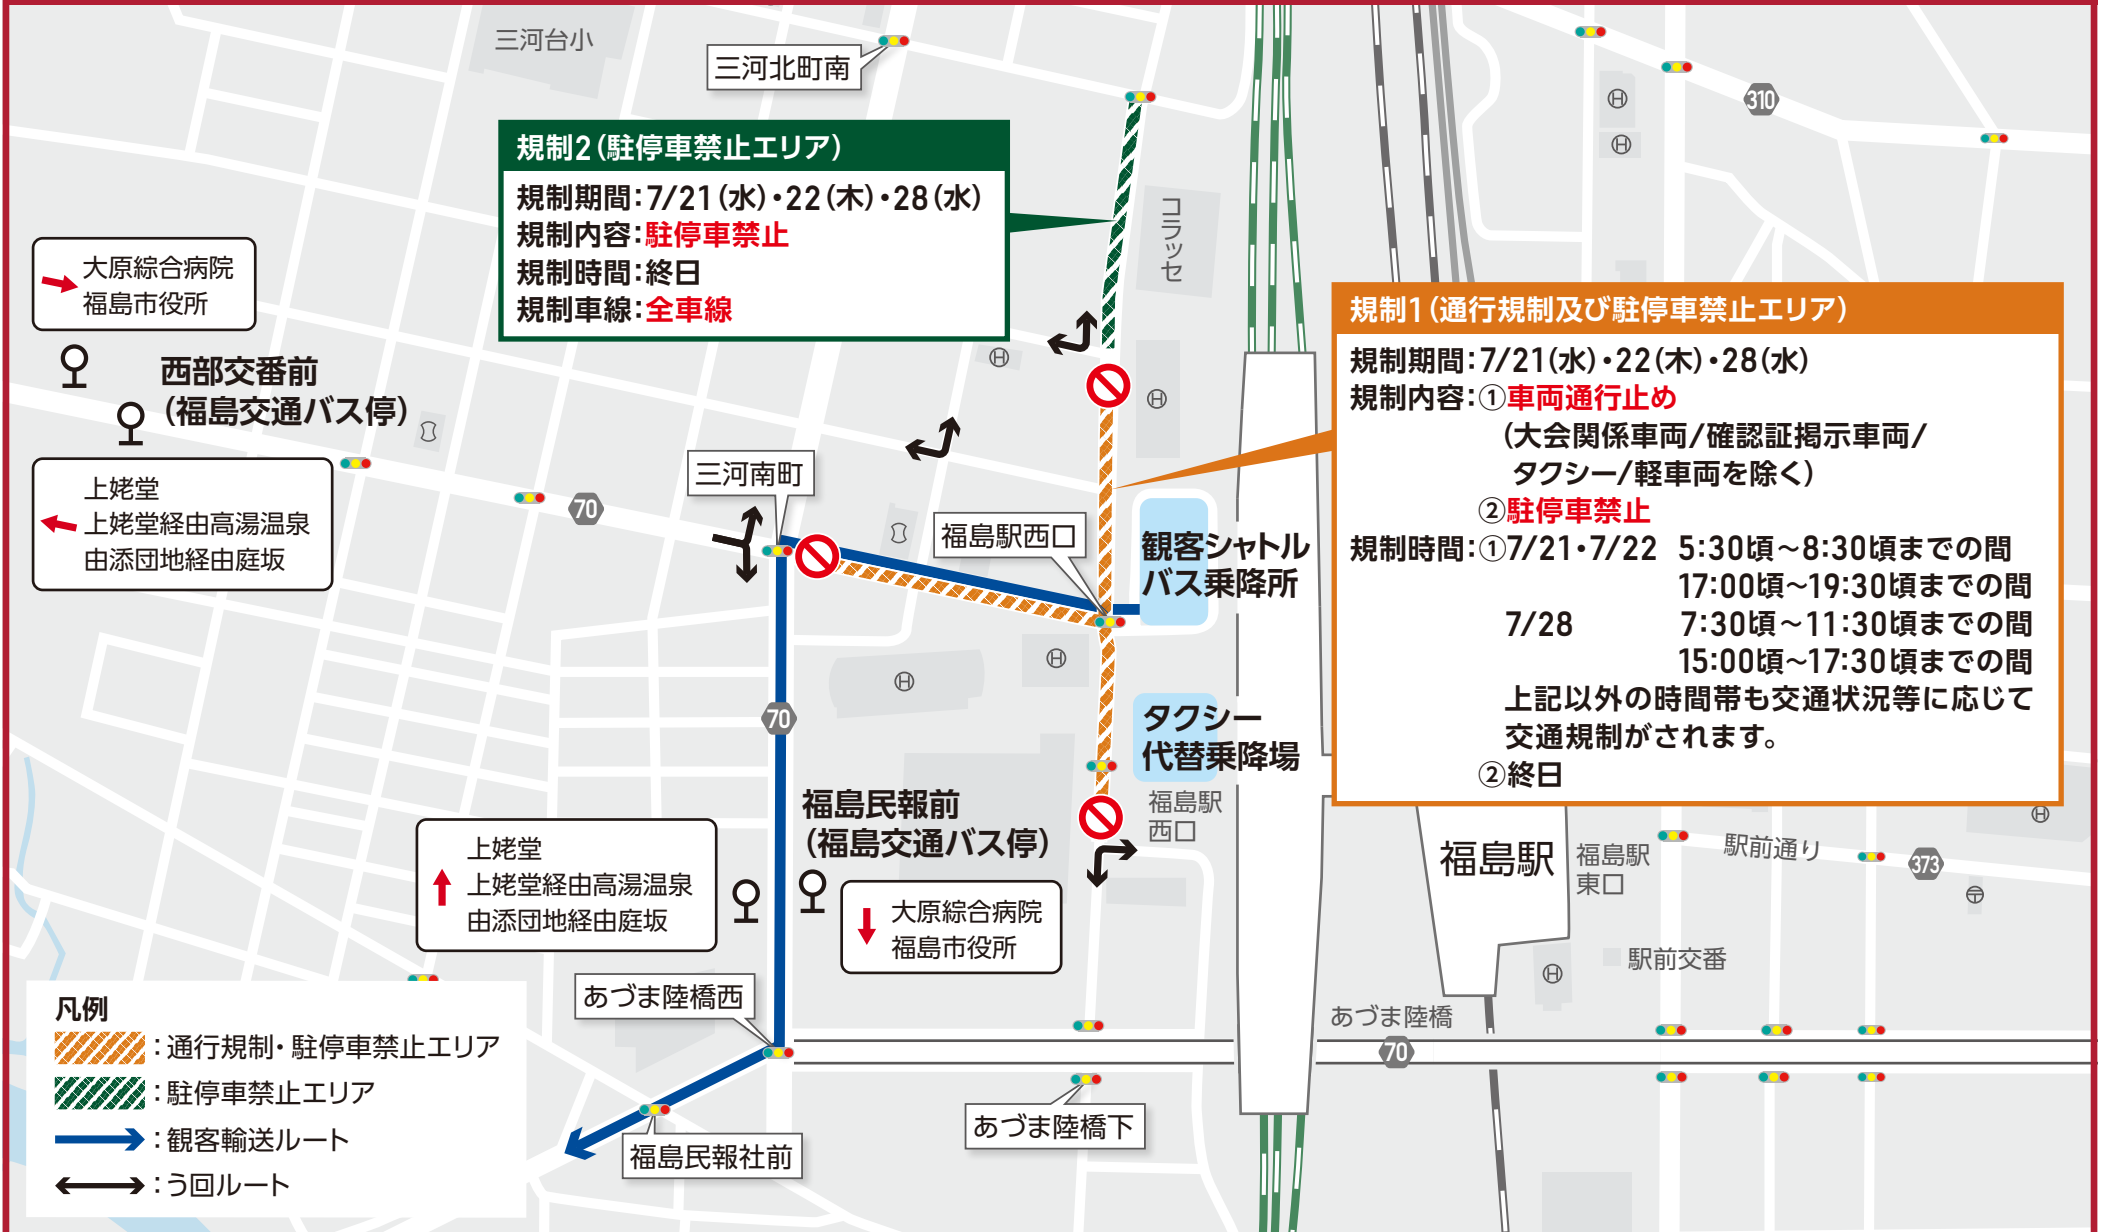 三河台小
三河北町南
310
規制2(駐停車禁止エリア)
規制期間：7/21(水)・22(木)・28(水)
規制内容：駐停車禁止
規制時間：終日
規制車線：全車線
コラッセ
大原綜合病院
福島市役所
西部交番前
(福島交通バス停)
上姥堂
上姥堂経由高湯温泉
由添団地経由庭坂
70
三河南町
福島駅西口
観客シャトル
バス乗降所
規制1(通行規制及び駐停車禁止エリア)
規制期間：7/21(水)・22(木)・28(水)
規制内容：①車両通行止め
(大会関係車両/確認証掲示車両/
タクシー/軽車両を除く)
②駐停車禁止
規制時間：①7/21・7/22 5:30頃～8:30頃までの間
17:00頃～19:30頃までの間
7/28 7:30頃～11:30頃までの間
15:00頃～17:30頃までの間
上記以外の時間帯も交通状況等に応じて
交通規制がされます。
②終日
H
H
H
H
H
H
70
タクシー
代替乗降場
福島駅
西口
福島民報前
(福島交通バス停)
上姥堂
上姥堂経由高湯温泉
由添団地経由庭坂
大原綜合病院
福島市役所
福島駅
福島駅
東口
駅前通り
373
H
〒
駅前交番
H
あづま陸橋西
あづま陸橋
70
あづま陸橋下
福島民報社前
凡例
：通行規制・駐停車禁止エリア
：駐停車禁止エリア
：観客輸送ルート
：う回ルート